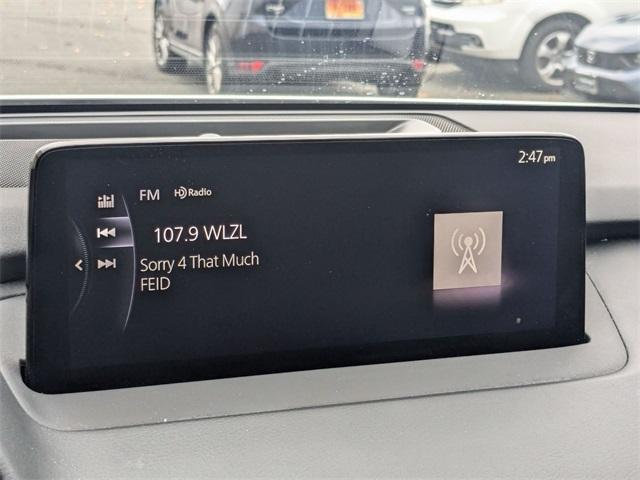 2:47 pm
FM HD Radio
107.9 WLZL
Sorry 4 That Much
FEID